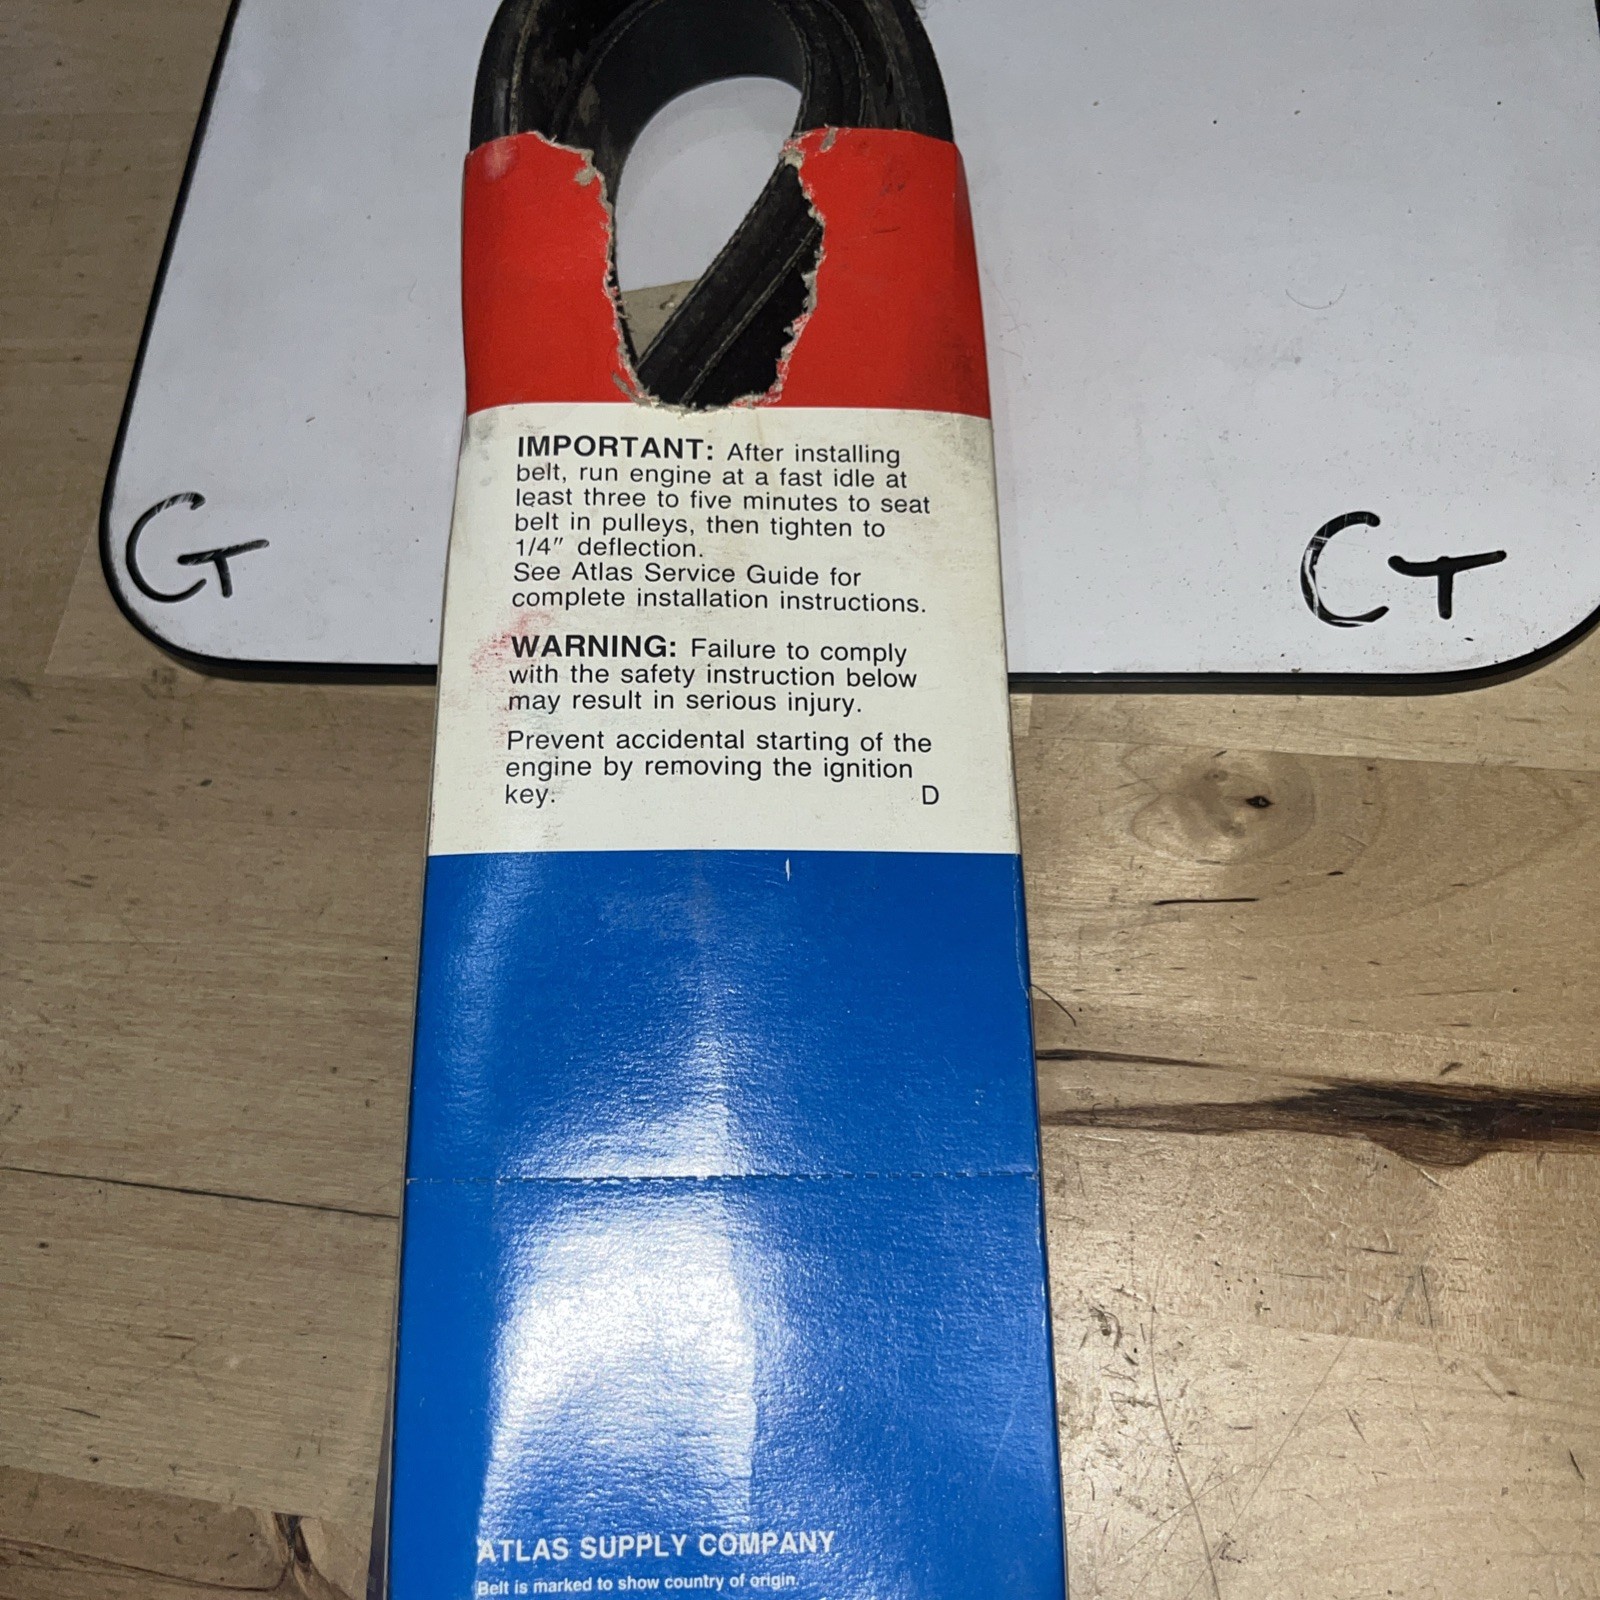 IMPORTANT: After installing
belt, run engine at a fast idle at
least three to five minutes to seat
belt in pulleys, then tighten to
1/4" deflection.
See Atlas Service Guide for
complete installation instructions.
WARNING: Failure to comply
with the safety instruction below
may result in serious injury.
Prevent accidental starting of the
engine by removing the ignition
key. D
CT
CT
ATLAS SUPPLY COMPANY
Belt is marked to show country of origin.